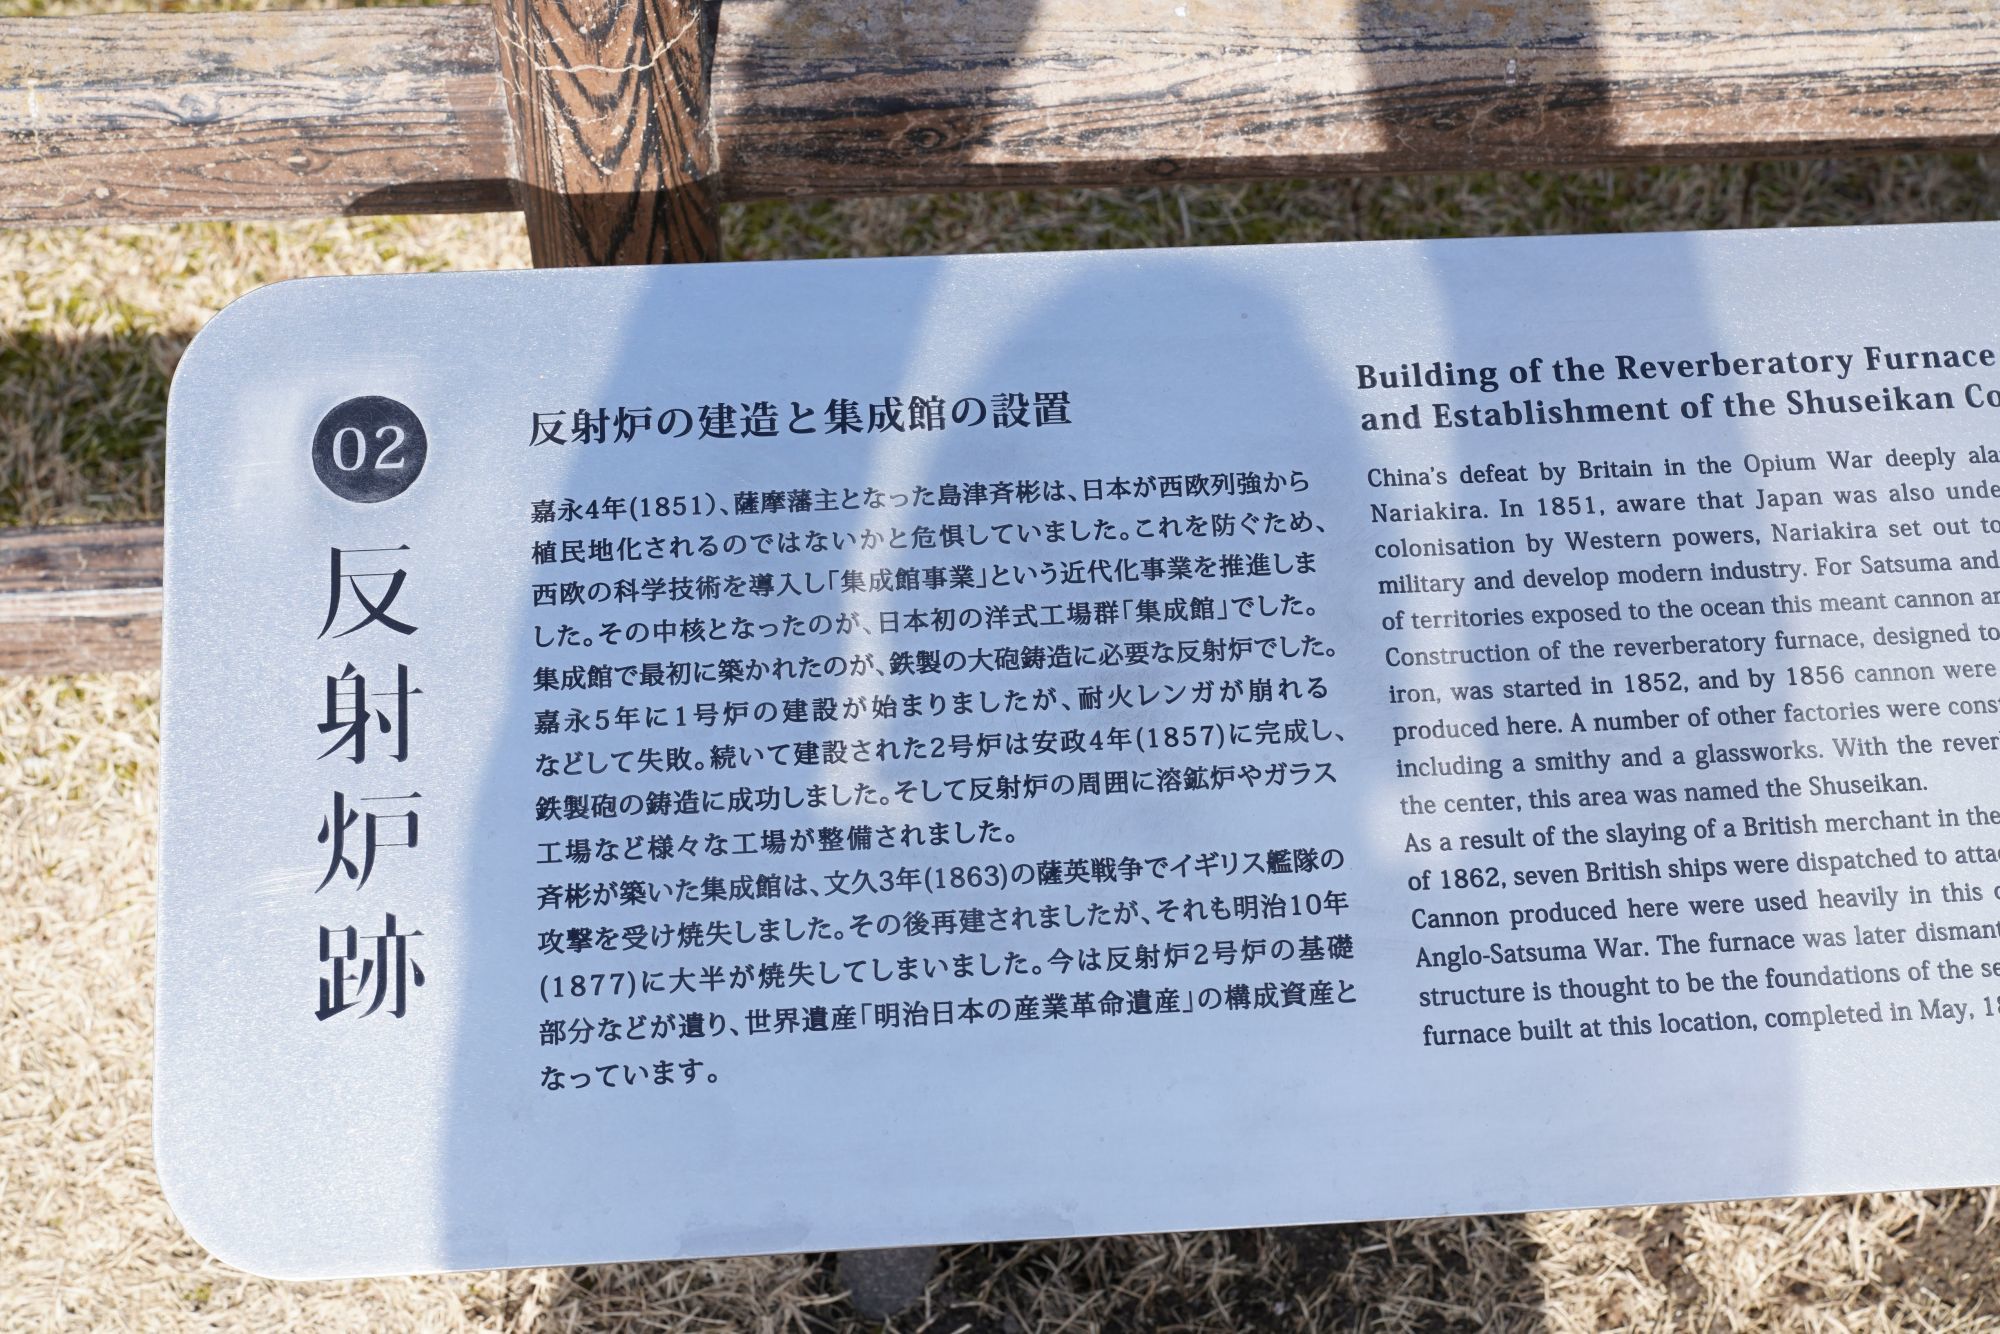 02
反射炉跡
反射炉の建造と集成館の設置
嘉永4年(1851)、薩摩藩主となった島津斉彬は、日本が西欧列強から
植民地化されるのではないかと危惧していました。これを防ぐため、
西欧の科学技術を導入し「集成館事業」という近代化事業を推進しま
した。その中核となったのが、日本初の洋式工場群「集成館」でした。
集成館で最初に築かれたのが、鉄製の大砲鋳造に必要な反射炉でした。
嘉永5年に1号炉の建設が始まりましたが、耐火レンガが崩れる
などして失敗。続いて建設された2号炉は安政4年(1857)に完成し、
鉄製砲の鋳造に成功しました。そして反射炉の周囲に溶鉱炉やガラス
工場など様々な工場が整備されました。
斉彬が築いた集成館は、文久3年(1863)の薩英戦争でイギリス艦隊の
攻撃を受け焼失しました。その後再建されましたが、それも明治10年
(1877)に大半が焼失してしまいました。今は反射炉2号炉の基礎
部分などが遺り、世界遺産「明治日本の産業革命遺産」の構成資産と
なっています。
Building of the Reverberatory Furnace
and Establishment of the Shuseikan Co
China's defeat by Britain in the Opium War deeply ala
Nariakira. In 1851, aware that Japan was also unde
colonisation by Western powers, Nariakira set out to
military and develop modern industry. For Satsuma and
of territories exposed to the ocean this meant cannon an
Construction of the reverberatory furnace, designed to
iron, was started in 1852, and by 1856 cannon were
produced here. A number of other factories were const
including a smithy and a glassworks. With the rever
the center, this area was named the Shuseikan.
As a result of the slaying of a British merchant in the
of 1862, seven British ships were dispatched to atta
Cannon produced here were used heavily in this
Anglo-Satsuma War. The furnace was later dismant
structure is thought to be the foundations of the se
furnace built at this location, completed in May, 18